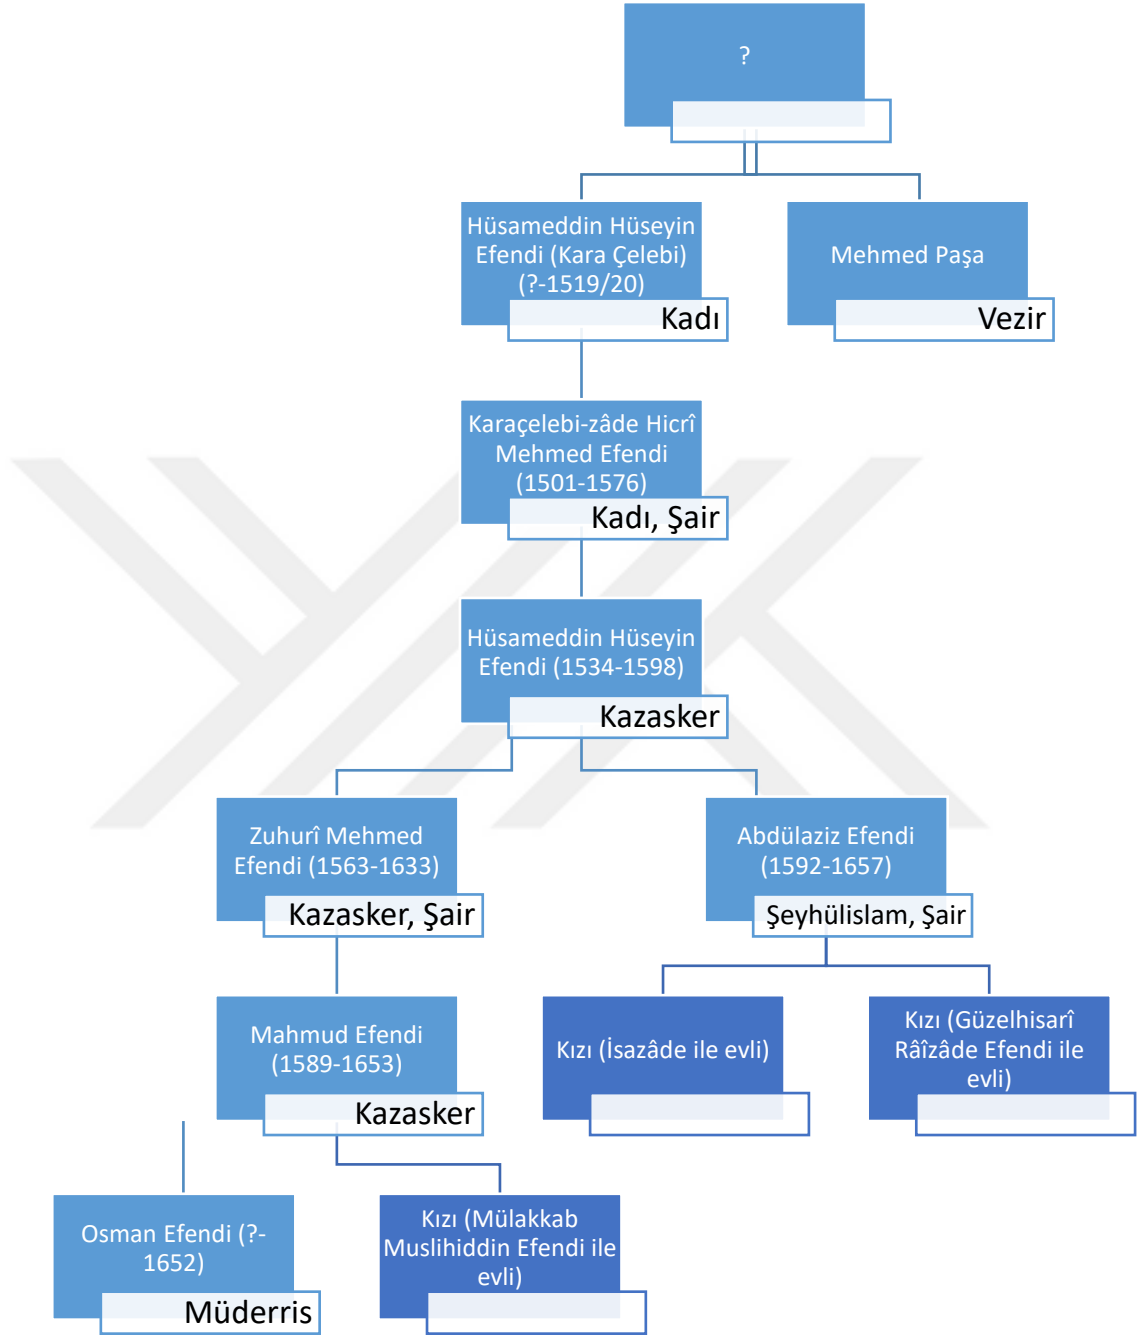 ?
Hüsameddin Hüseyin
Efendi (Kara Çelebi)
(?-1519/20)
Kadı
Mehmed Paşa
Vezir
Karaçelebi-zâde Hicrî
Mehmed Efendi
(1501-1576)
Kadı, Şair
Hüsameddin Hüseyin
Efendi (1534-1598)
Kazasker
Zuhurî Mehmed
Efendi (1563-1633)
Kazasker, Şair
Abdülaziz Efendi
(1592-1657)
Şeyhülislam, Şair
Mahmud Efendi
(1589-1653)
Kazasker
Kızı (İsazâde ile evli)
Kızı (Güzelhisarî
Râîzâde Efendi ile
evli)
Osman Efendi (?-
1652)
Müderris
Kızı (Mülakkab
Muslihiddin Efendi ile
evli)